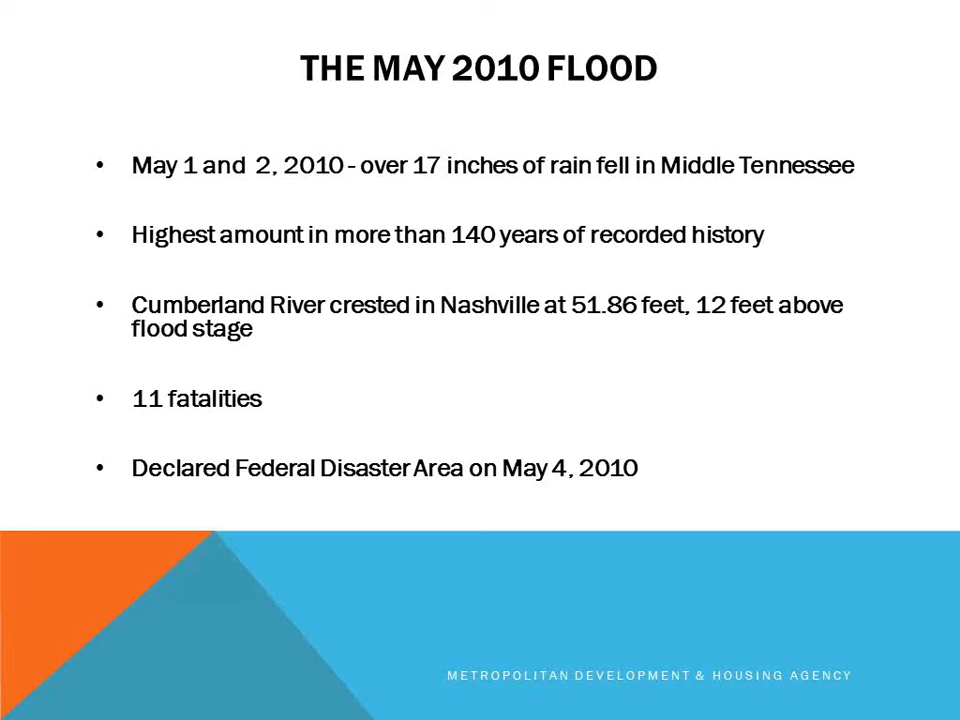 THE MAY 2010 FLOOD
• May 1 and 2, 2010 - over 17 inches of rain fell in Middle Tennessee
• Highest amount in more than 140 years of recorded history
• Cumberland River crested in Nashville at 51.86 feet, 12 feet above
flood stage
• 11 fatalities
• Declared Federal Disaster Area on May 4, 2010
METROPOLITAN DEVELOPMENT & HOUSING AGENCY